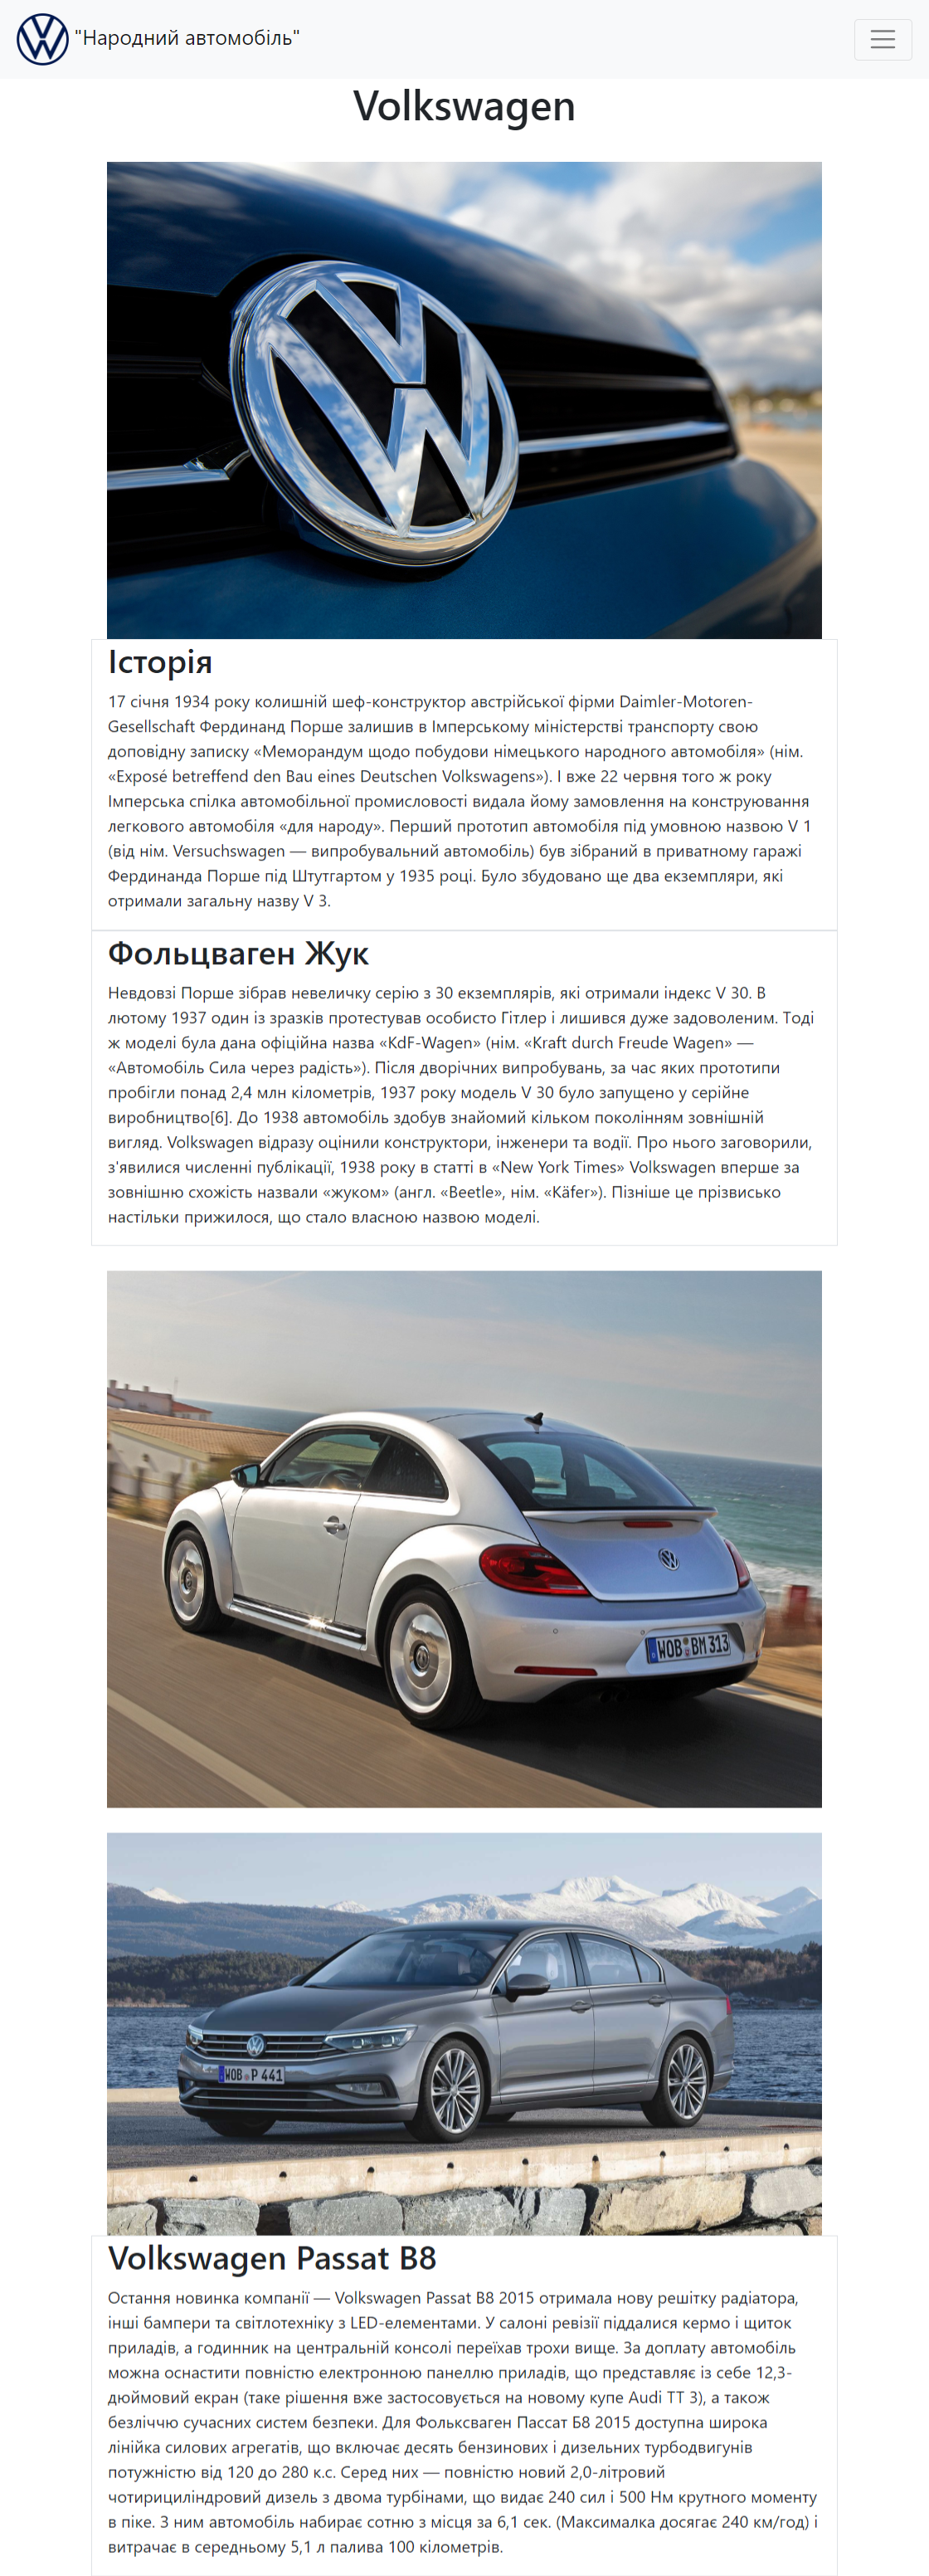 "Народний автомобіль"
Volkswagen
Історія
17 січня 1934 року колишній шеф-конструктор австрійської фірми Daimler-Motoren-
Gesellschaft Фердинанд Порше залишив в Імперському міністерстві транспорту свою
доповідну записку «Меморандум щодо побудови німецького народного автомобіля» (нім.
«Exposé betreffend den Bau eines Deutschen Volkswagens»). І вже 22 червня того ж року
Імперська спілка автомобільної промисловості видала йому замовлення на конструювання
легкового автомобіля «для народу». Перший прототип автомобіля під умовною назвою V 1
(від нім. Versuchswagen — випробувальний автомобіль) був зібраний в приватному гаражі
Фердинанда Порше під Штутгартом у 1935 році. Було збудовано ще два екземпляри, які
отримали загальну назву V 3.
Фольцваген Жук
Невдовзі Порше зібрав невеличку серію з 30 екземплярів, які отримали індекс V 30. В
лютому 1937 один із зразків протестував особисто Гітлер і лишився дуже задоволеним. Тоді
ж моделі була дана офіційна назва «KdF-Wagen» (нім. «Kraft durch Freude Wagen» —
«Автомобіль Сила через радість»). Після дворічних випробувань, за час яких прототипи
пробігли понад 2,4 млн кілометрів, 1937 року модель V 30 було запущено у серійне
виробництво[6]. До 1938 автомобіль здобув знайомий кільком поколінням зовнішній
вигляд. Volkswagen відразу оцінили конструктори, інженери та водії. Про нього заговорили,
з'явилися численні публікації, 1938 року в статті в «New York Times» Volkswagen вперше за
зовнішню схожість назвали «жуком» (англ. «Beetle», нім. «Käfer»). Пізніше це прізвисько
настільки прижилося, що стало власною назвою моделі.
WOB BM 313
WOB P 441
Volkswagen Passat B8
Остання новинка компанії — Volkswagen Passat B8 2015 отримала нову решітку радіатора,
інші бампери та світлотехніку з LED-елементами. У салоні ревізії піддалися кермо і щиток
приладів, а годинник на центральній консолі переїхав трохи вище. За доплату автомобіль
можна оснастити повністю електронною панеллю приладів, що представляє із себе 12,3-
дюймовий екран (таке рішення вже застосовується на новому купе Audi TT 3), а також
безліччю сучасних систем безпеки. Для Фольксваген Пассат Б8 2015 доступна широка
лінійка силових агрегатів, що включає десять бензинових і дизельних турбодвигунів
потужністю від 120 до 280 к.с. Серед них — повністю новий 2,0-літровий
чотирициліндровий дизель з двома турбінами, що видає 240 сил і 500 Нм крутного моменту
в піке. З ним автомобіль набирає сотню з місця за 6,1 сек. (Максималка досягає 240 км/год) і
витрачає в середньому 5,1 л палива 100 кілометрів.